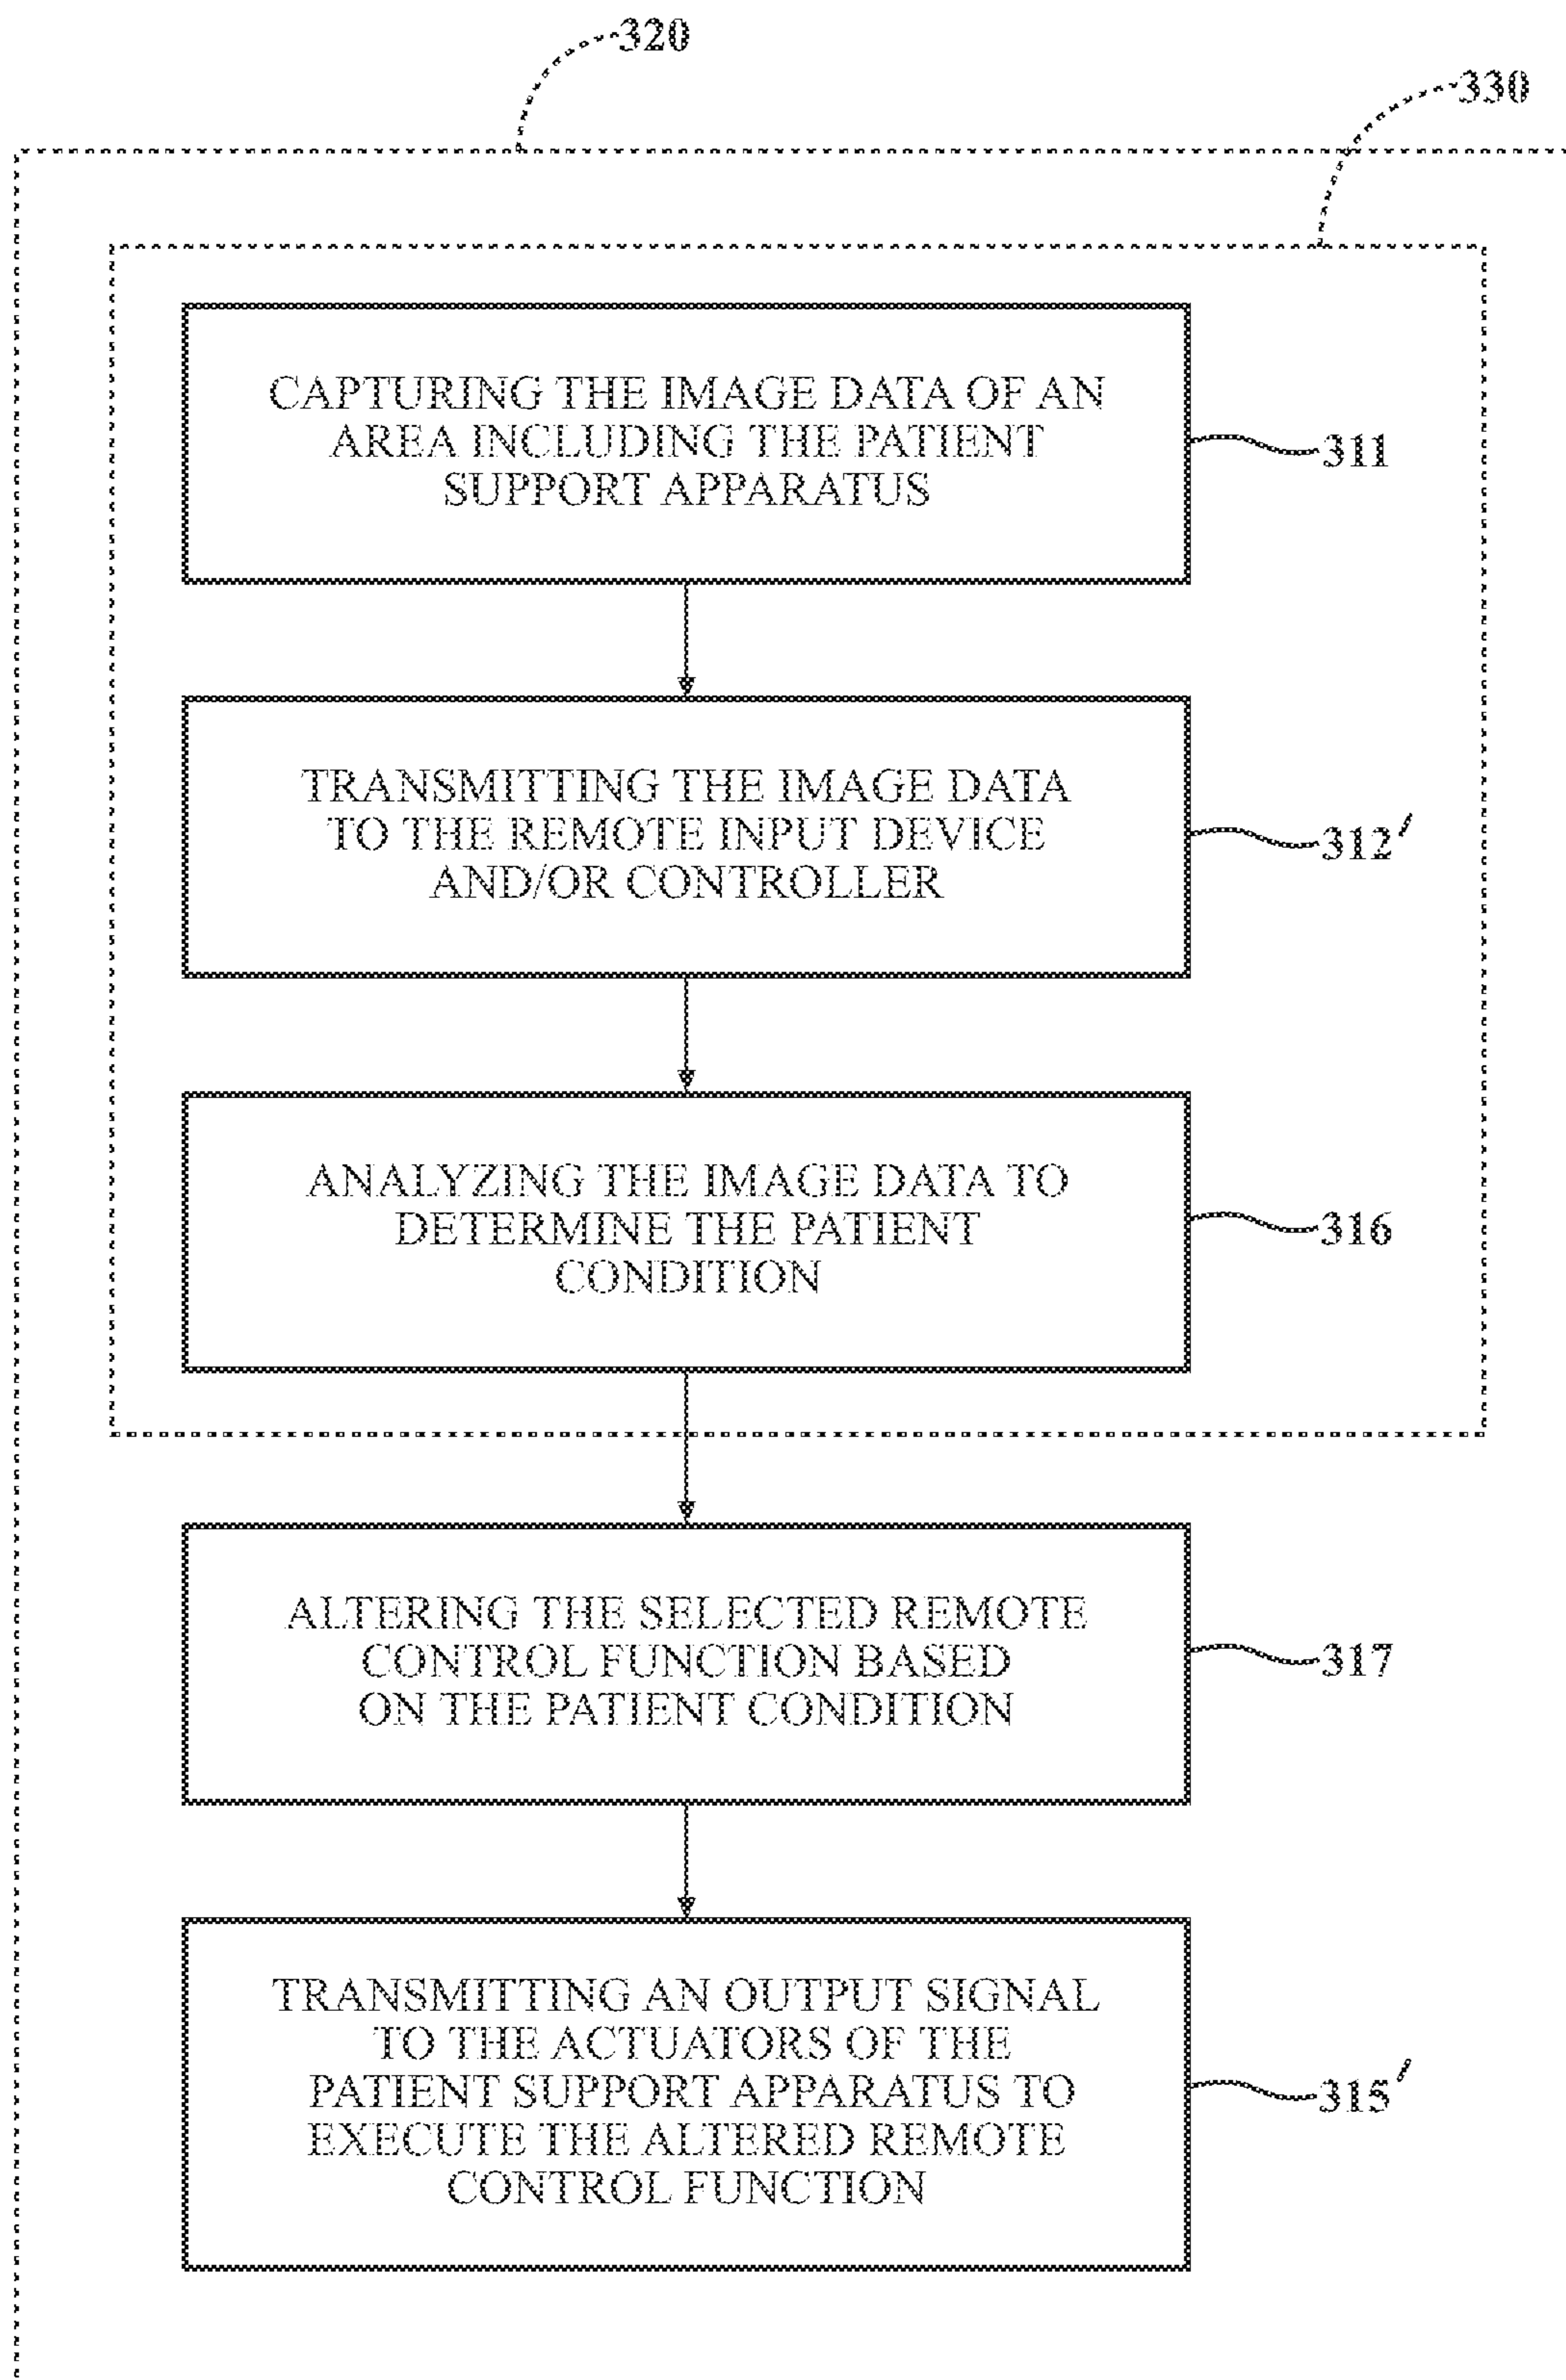 320
330
CAPTURING THE IMAGE DATA OF AN
AREA INCLUDING THE PATIENT
SUPPORT APPARATUS
311
TRANSMITTING THE IMAGE DATA
TO THE REMOTE INPUT DEVICE
AND/OR CONTROLLER
312'
ANALYZING THE IMAGE DATA TO
DETERMINE THE PATIENT
CONDITION
316
ALTERING THE SELECTED REMOTE
CONTROL FUNCTION BASED
ON THE PATIENT CONDITION
317
TRANSMITTING AN OUTPUT SIGNAL
TO THE ACTUATORS OF THE
PATIENT SUPPORT APPARATUS TO
EXECUTE THE ALTERED REMOTE
CONTROL FUNCTION
315'